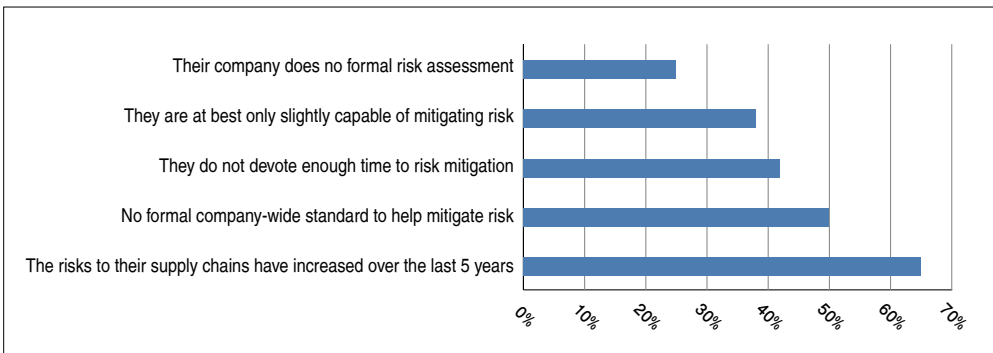 Their company does no formal risk assessment
They are at best only slightly capable of mitigating risk
They do not devote enough time to risk mitigation
No formal company-wide standard to help mitigate risk
The risks to their supply chains have increased over the last 5 years
0% 10% 20% 30% 40% 50% 60% 70%